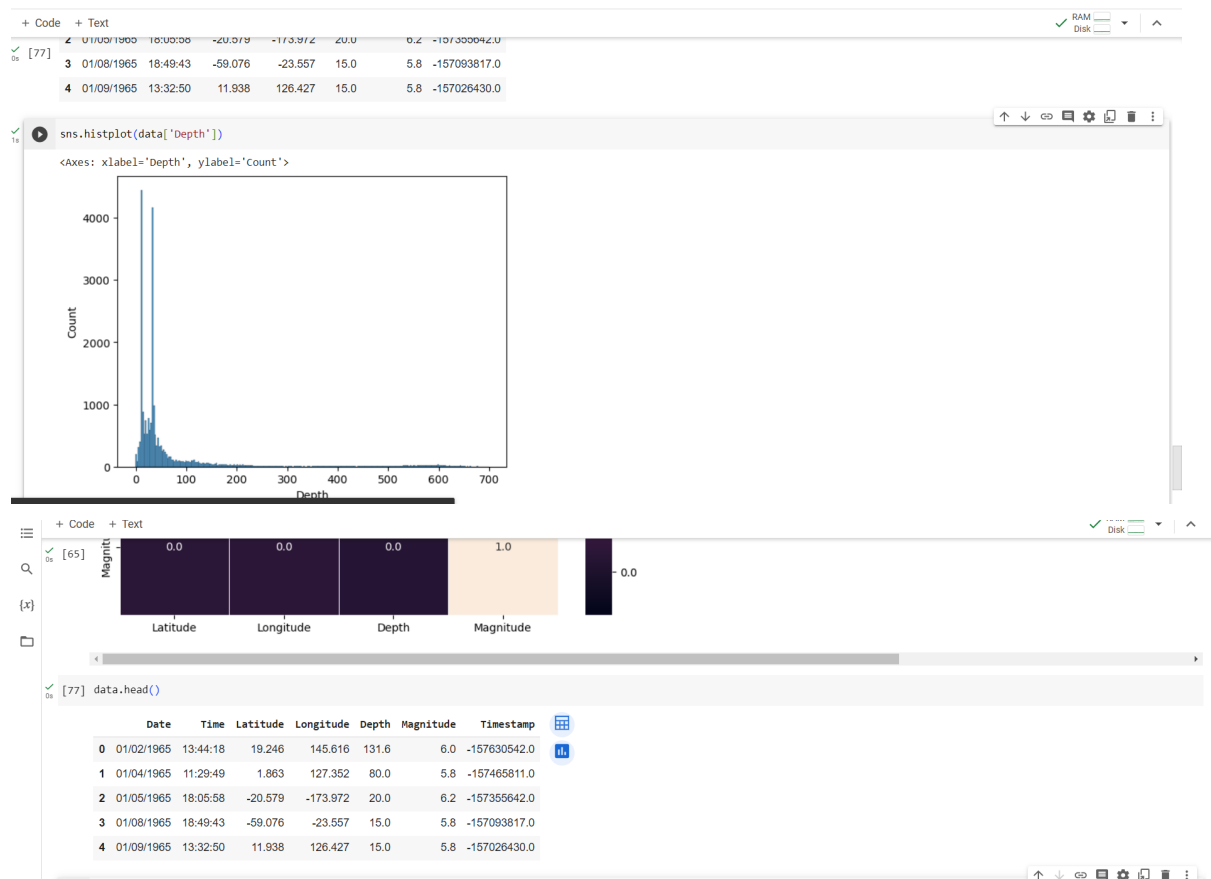 + Code + Text
RAM
Disk
2 01/05/1965 18:05:58 -20.579 -173.972 20.0 6.2 -157355642.0
0s [77]
3 01/08/1965 18:49:43 -59.076 -23.557 15.0 5.8 -157093817.0
4 01/09/1965 13:32:50 11.938 126.427 15.0 5.8 -157026430.0
1s
sns.histplot(data['Depth'])
<Axes: xlabel='Depth', ylabel='Count'>
4000
3000
2000
1000
0
Count
0 100 200 300 400 500 600 700
Depth
+ Code + Text
Disk
0s [65]
Magnitu
0.0 0.0 0.0 1.0
0.0
{x}
Latitude Longitude Depth Magnitude
0s [77] data.head()
Date Time Latitude Longitude Depth Magnitude Timestamp
0 01/02/1965 13:44:18 19.246 145.616 131.6 6.0 -157630542.0
1 01/04/1965 11:29:49 1.863 127.352 80.0 5.8 -157465811.0
2 01/05/1965 18:05:58 -20.579 -173.972 20.0 6.2 -157355642.0
3 01/08/1965 18:49:43 -59.076 -23.557 15.0 5.8 -157093817.0
4 01/09/1965 13:32:50 11.938 126.427 15.0 5.8 -157026430.0